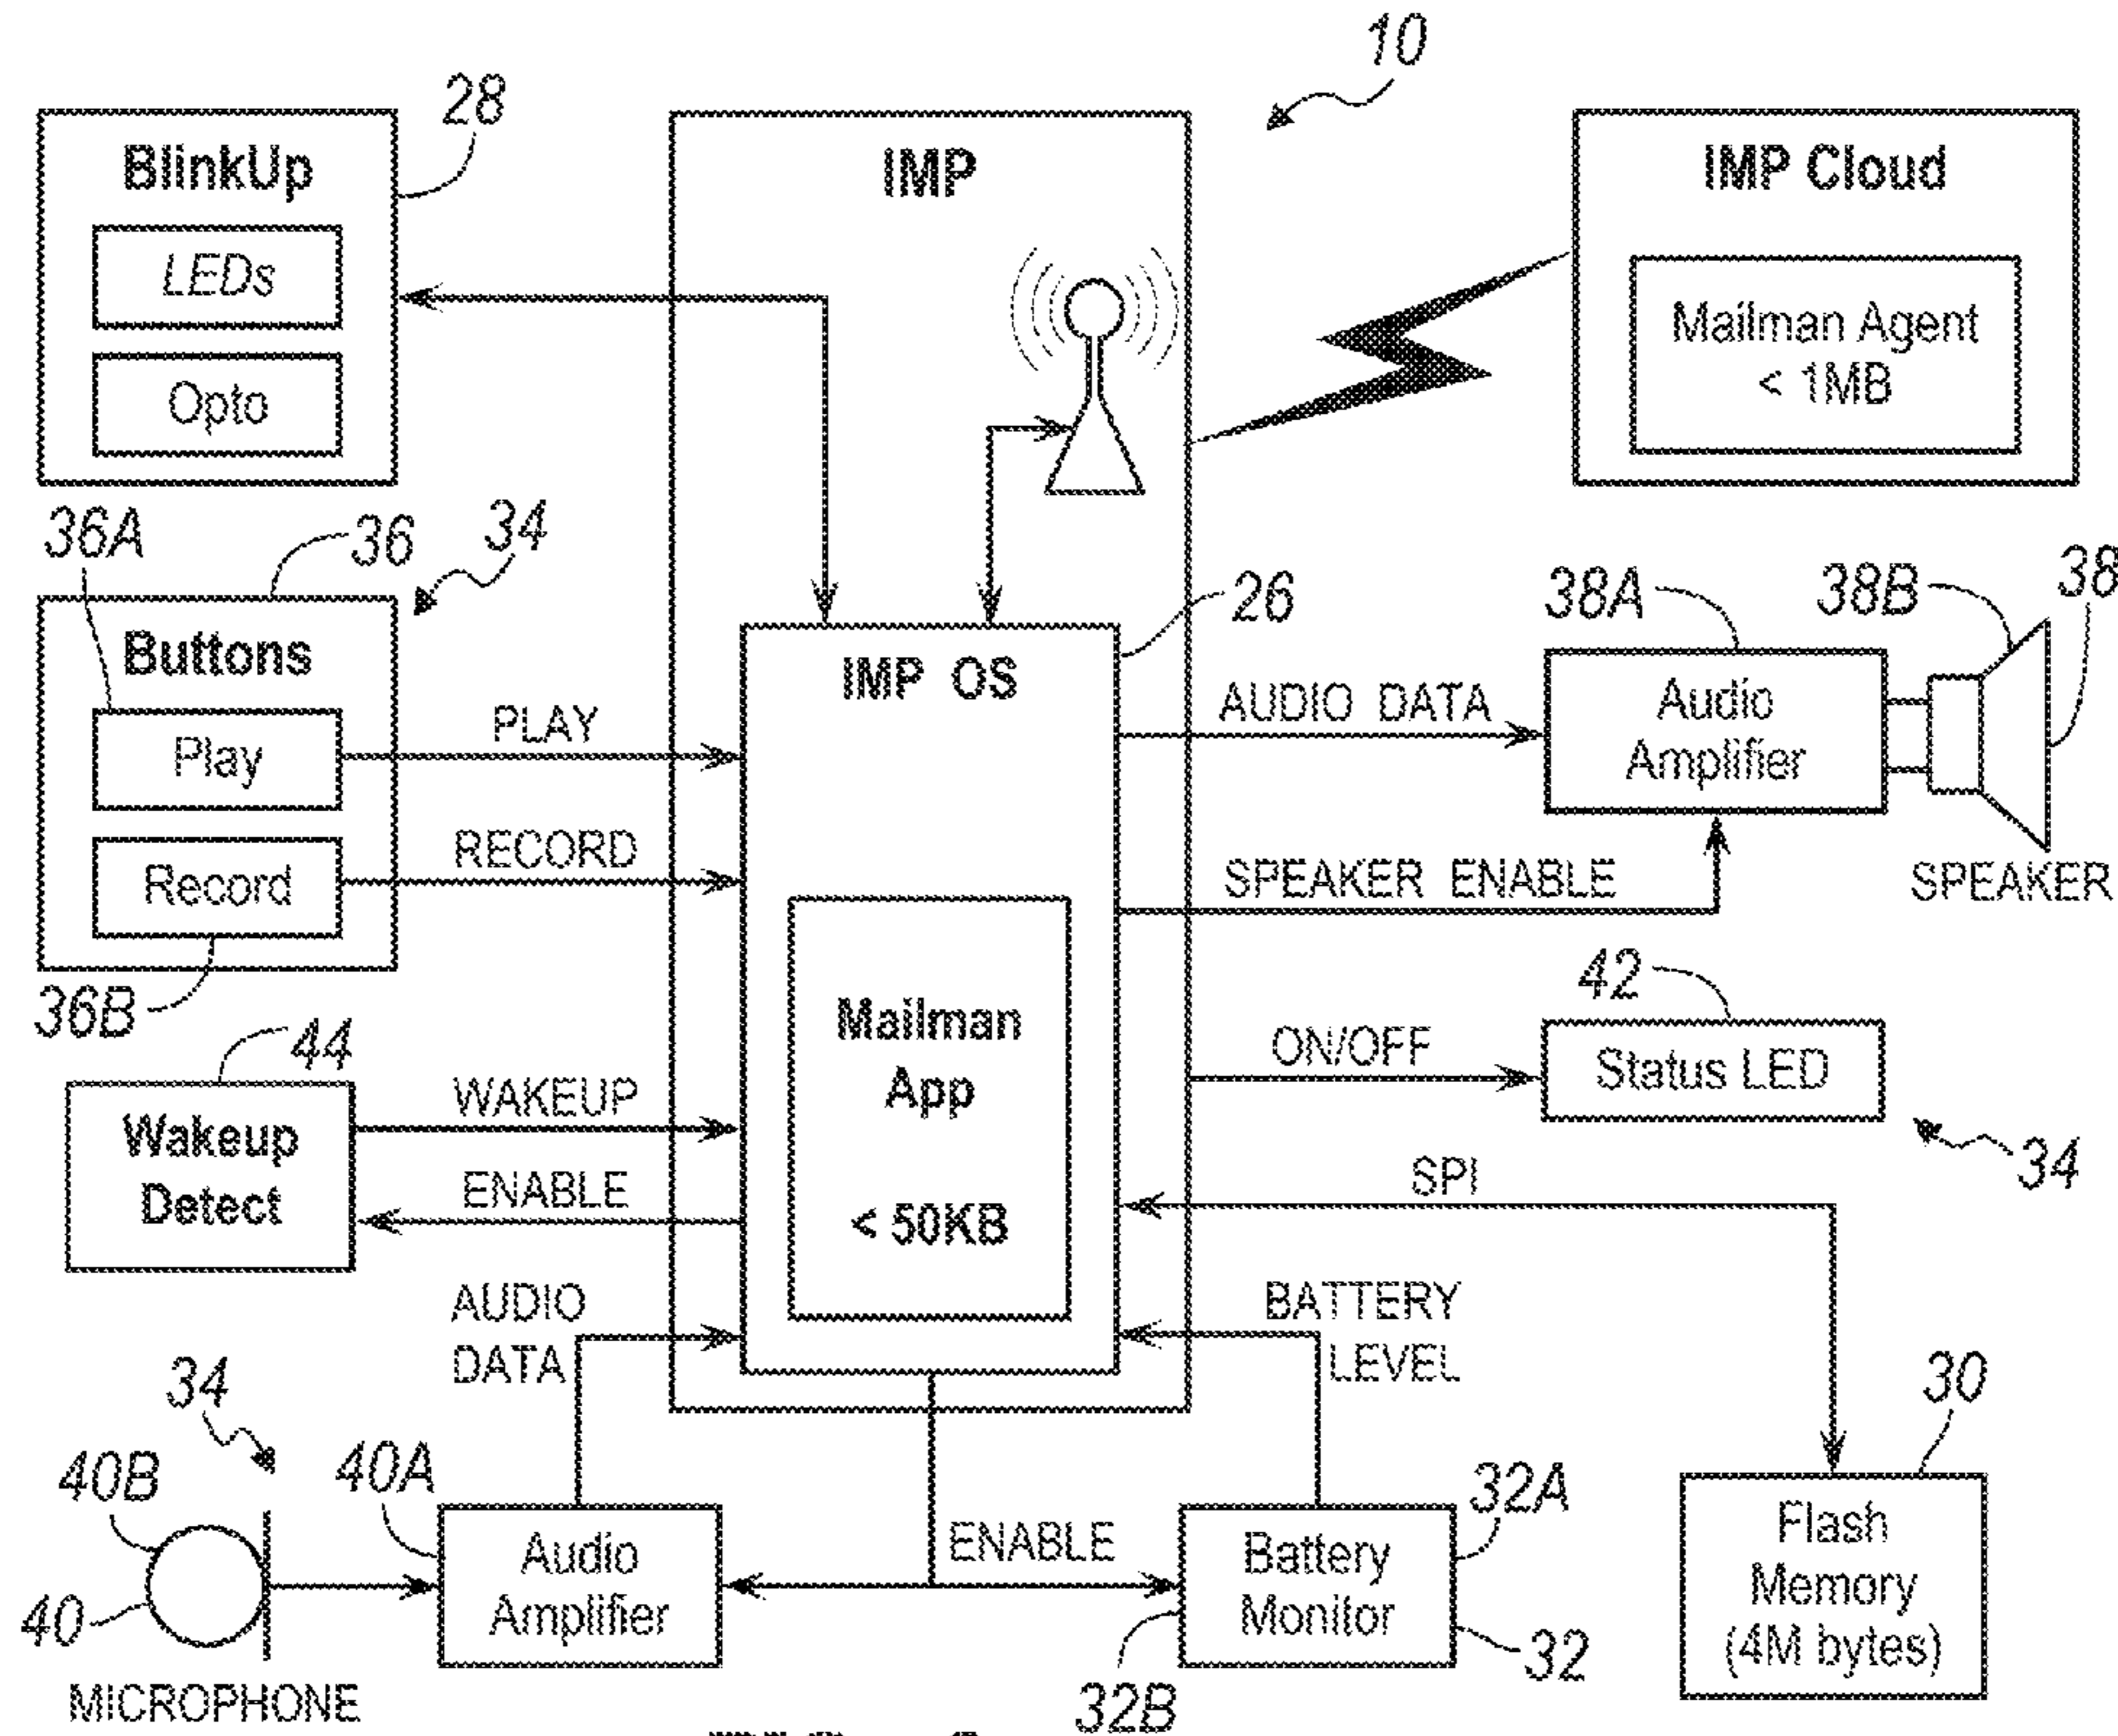 10
28
BlinkUp
LEDs
Opto
IMP
IMP Cloud
Mailman Agent
< 1MB
36A
36
34
Buttons
Play
Record
36B
PLAY
RECORD
IMP OS
26
Mailman
App
< 50KB
AUDIO DATA
SPEAKER ENABLE
38A
38B
38
Audio
Amplifier
SPEAKER
42
ON/OFF
Status LED
34
44
Wakeup
Detect
WAKEUP
ENABLE
SPI
AUDIO
DATA
BATTERY
LEVEL
34
40B
40
MICROPHONE
40A
Audio
Amplifier
ENABLE
Battery
Monitor
32A
32
32B
30
Flash
Memory
(4M bytes)